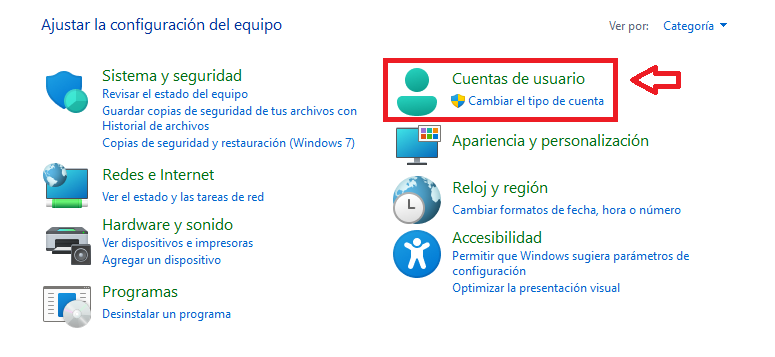 Ajustar la configuración del equipo
Ver por: Categoría
Sistema y seguridad
Revisar el estado del equipo
Guardar copias de seguridad de tus archivos con
Historial de archivos
Copias de seguridad y restauración (Windows 7)
Redes e Internet
Ver el estado y las tareas de red
Hardware y sonido
Ver dispositivos e impresoras
Agregar un dispositivo
Programas
Desinstalar un programa
Cuentas de usuario
Cambiar el tipo de cuenta
Apariencia y personalización
Reloj y región
Cambiar formatos de fecha, hora o número
Accesibilidad
Permitir que Windows sugiera parámetros de
configuración
Optimizar la presentación visual